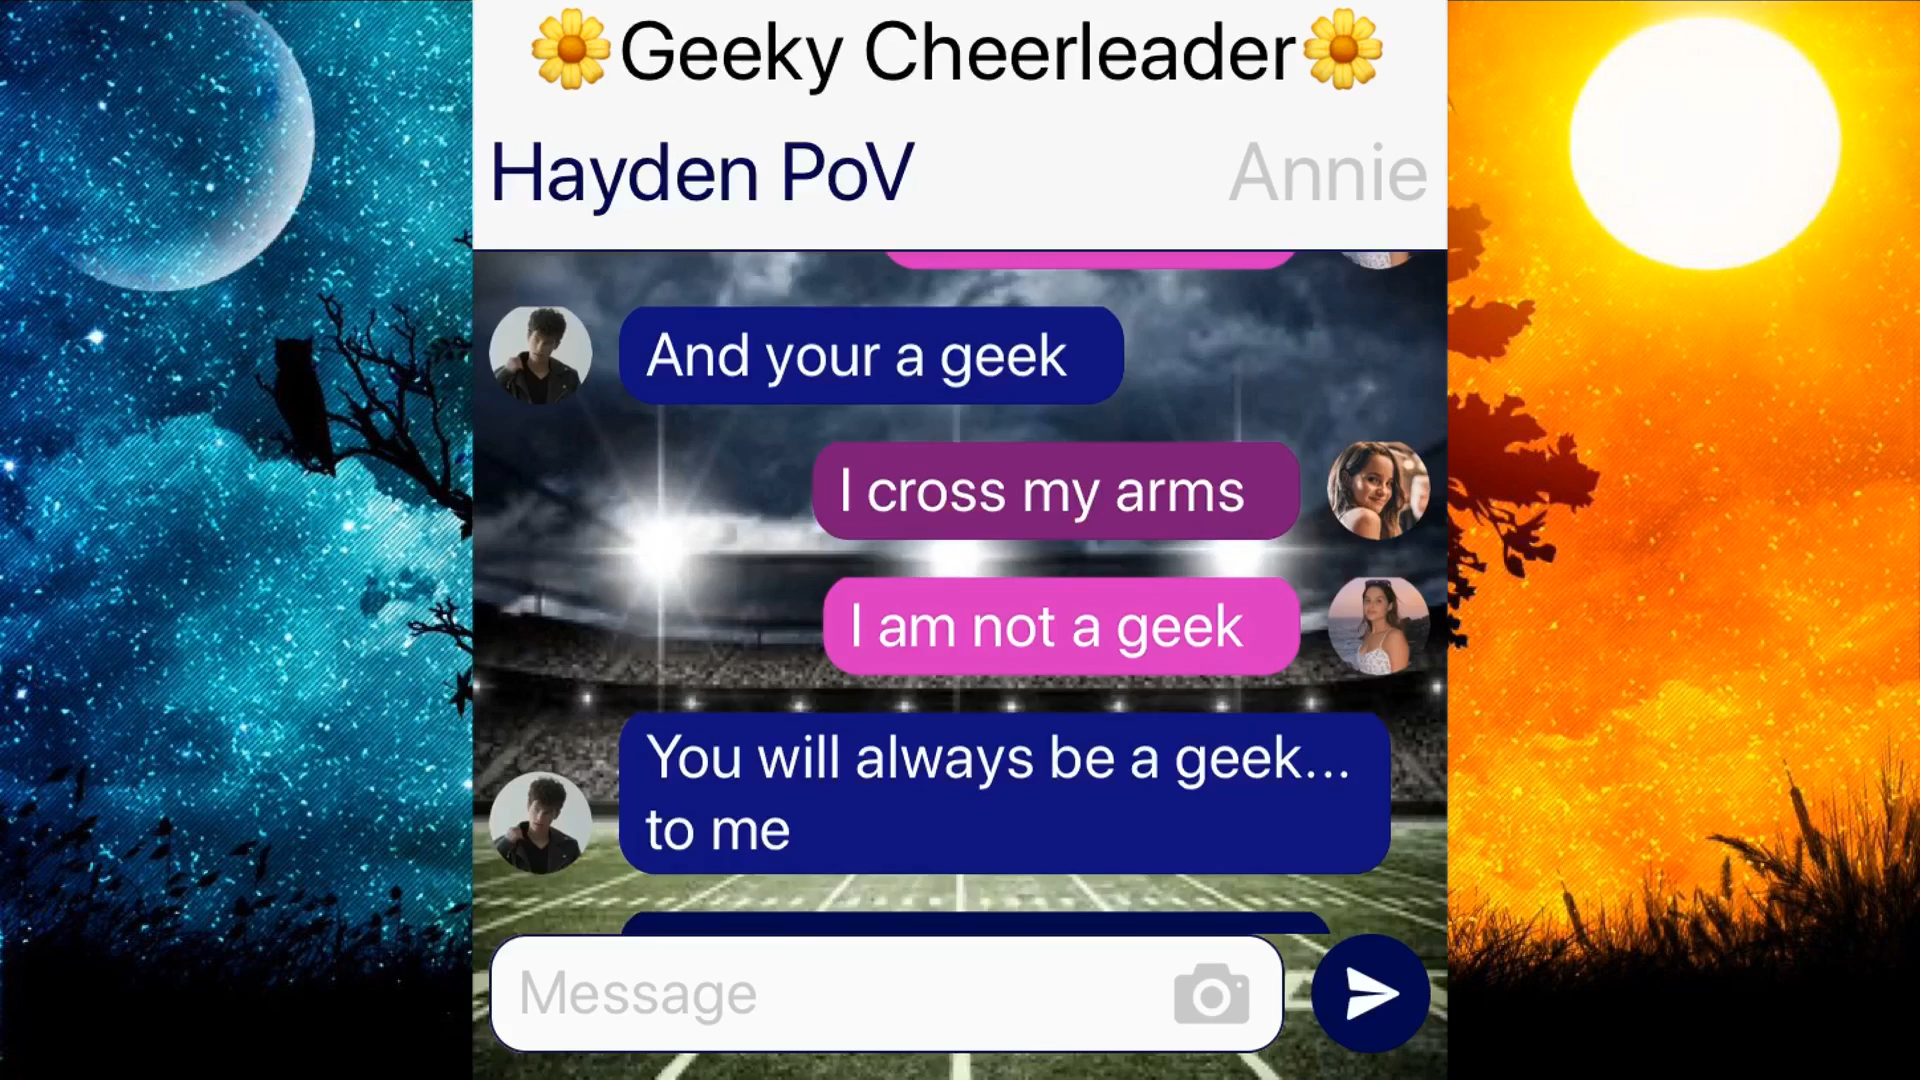 🌼Geeky Cheerleader🌼
Hayden PoV
Annie
And your a geek
I cross my arms
I am not a geek
You will always be a geek...
to me
Message